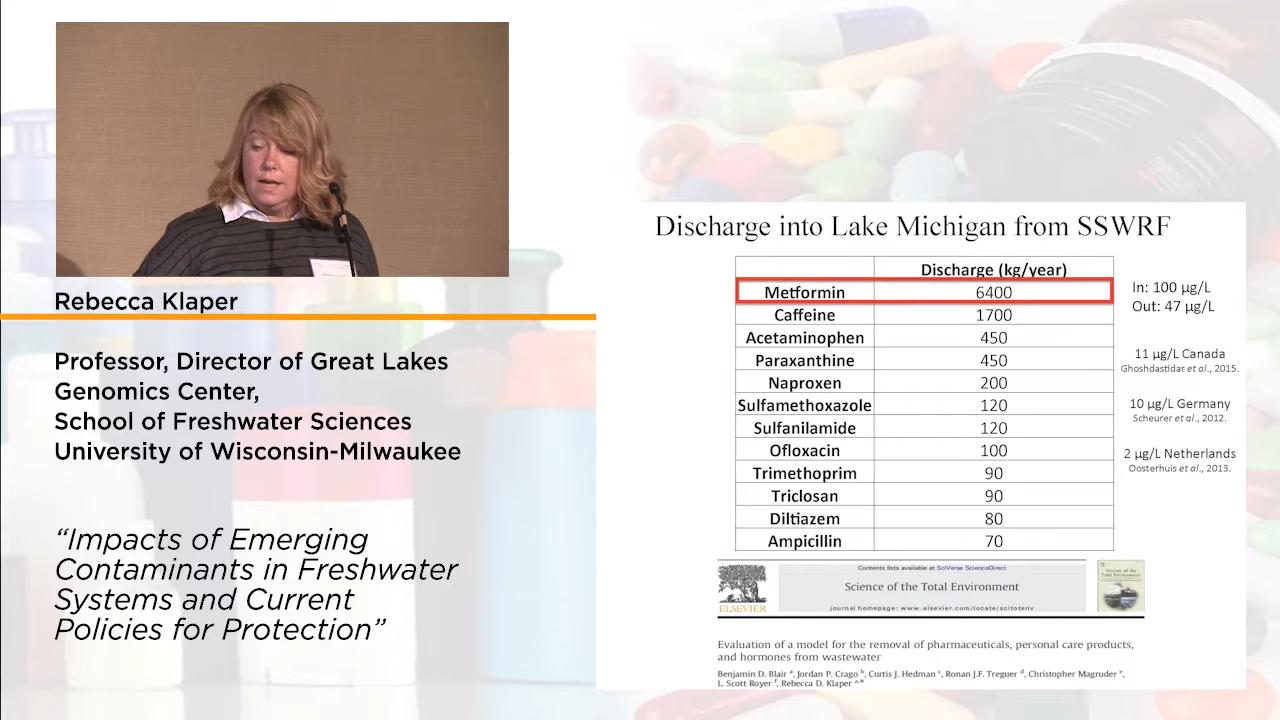 Rebecca Klaper
Professor, Director of Great Lakes
Genomics Center,
School of Freshwater Sciences
University of Wisconsin-Milwaukee
“Impacts of Emerging
Contaminants in Freshwater
Systems and Current
Policies for Protection”
Discharge into Lake Michigan from SSWRF
Discharge (kg/year)
Metformin 6400
Caffeine 1700
Acetaminophen 450
Paraxanthine 450
Naproxen 200
Sulfamethoxazole 120
Sulfanilamide 120
Ofloxacin 100
Trimethoprim 90
Triclosan 90
Diltiazem 80
Ampicillin 70
In: 100 µg/L
Out: 47 µg/L
11 µg/L Canada
Ghoshdastidar et al., 2015.
10 µg/L Germany
Scheurer et al., 2012.
2 µg/L Netherlands
Oosterhuis et al., 2013.
Contents lists available at SciVerse ScienceDirect
Science of the Total Environment
journal homepage: www.elsevier.com/locate/scitotenv
ELSEVIER
Evaluation of a model for the removal of pharmaceuticals, personal care products,
and hormones from wastewater
Benjamin D. Blair a, Jordan P. Crago b, Curtis J. Hedman c, Ronan J.F. Treguer d, Christopher Magruder e,
L. Scott Royer f, Rebecca D. Klaper a,*